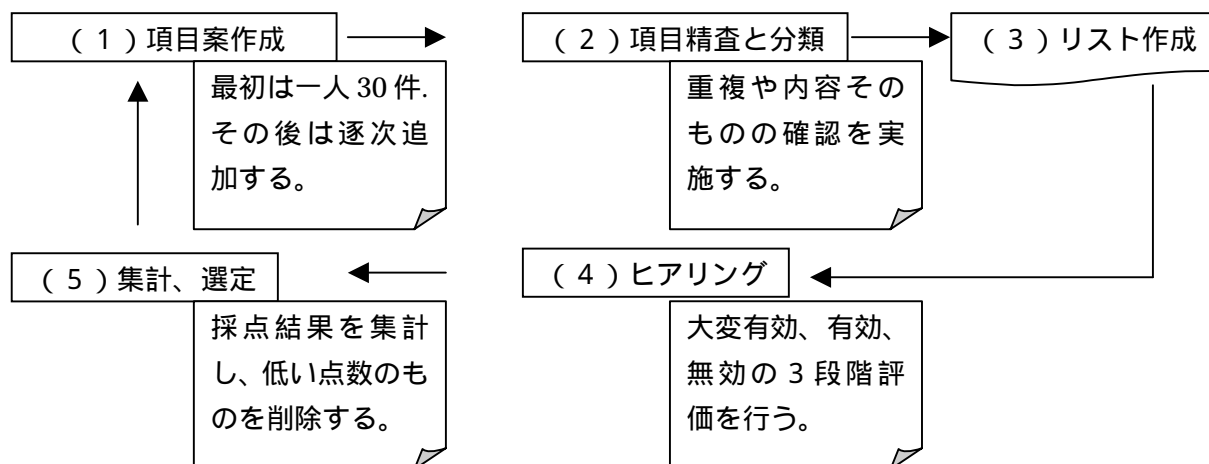 (1)項目案作成
最初は一人 30 件.
その後は逐次追
加する。
(2)項目精査と分類
重複や内容その
ものの確認を実
施する。
(3)リスト作成
(4)ヒアリング
大変有効、有効、
無効の3段階評
価を行う。
(5)集計、選定
採点結果を集計
し、低い点数のも
のを削除する。